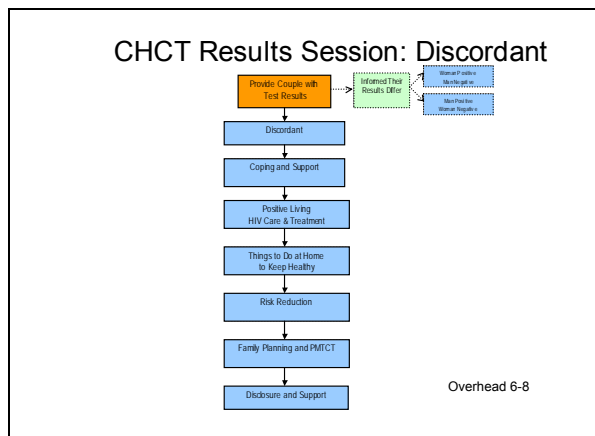 CHCT Results Session: Discordant
Provide Couple with
Test Results
Informed Their
Results Differ
Woman Positive
Man Negative
Man Positive
Woman Negative
Discordant
Coping and Support
Positive Living
HIV Care & Treatment
Things to Do at Home
to Keep Healthy
Risk Reduction
Family Planning and PMTCT
Disclosure and Support
Overhead 6-8